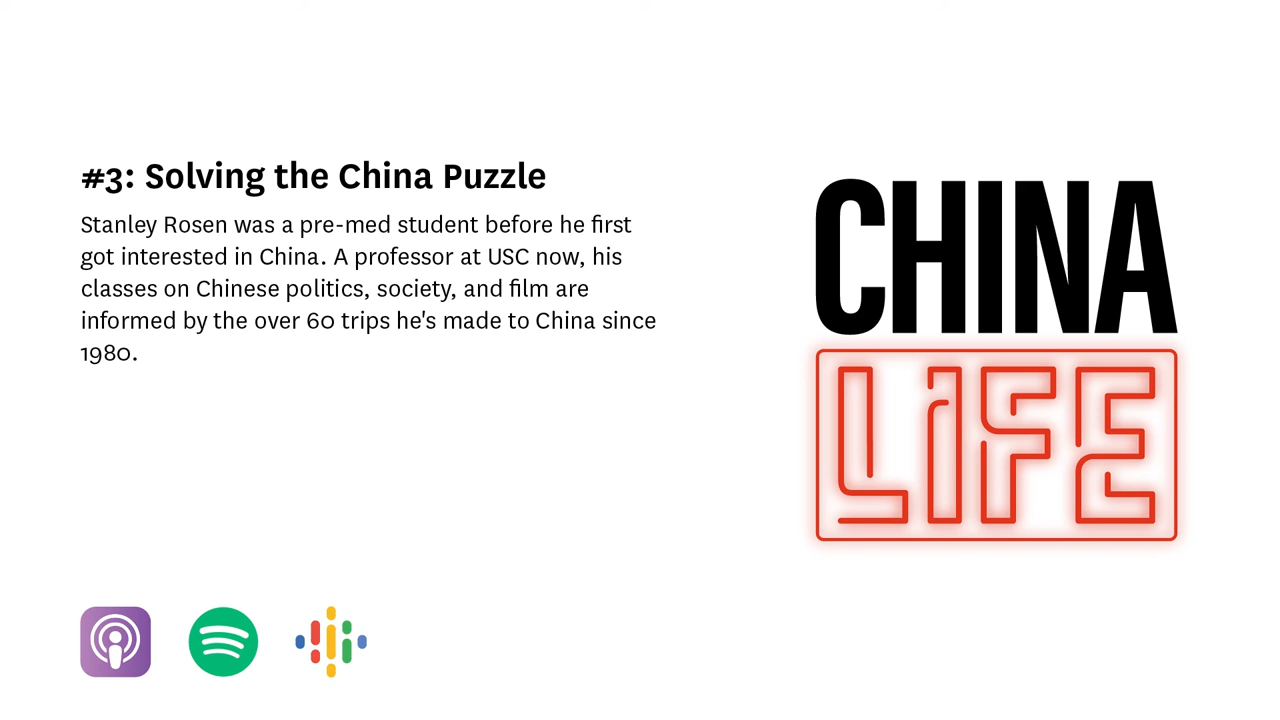 #3: Solving the China Puzzle
Stanley Rosen was a pre-med student before he first
got interested in China. A professor at USC now, his
classes on Chinese politics, society, and film are
informed by the over 60 trips he's made to China since
1980.
CHINA
LIFE